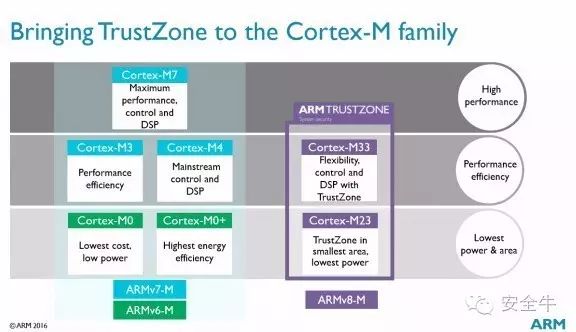 Bringing TrustZone to the Cortex-M family
Cortex-M7
Maximum
performance,
control and
DSP
ARM TRUSTZONE
System security
High
performance
Cortex-M3
Performance
efficiency
Cortex-M4
Mainstream
control and
DSP
Cortex-M33
Flexibility,
control and
DSP with
TrustZone
Performance
efficiency
Cortex-M0
Lowest cost,
low power
Cortex-M0+
Highest energy
efficiency
Cortex-M23
TrustZone in
smallest area,
lowest power
Lowest
power & area
ARMv7-M
ARMv6-M
ARMv8-M
安全牛
©ARM 2016
ARM